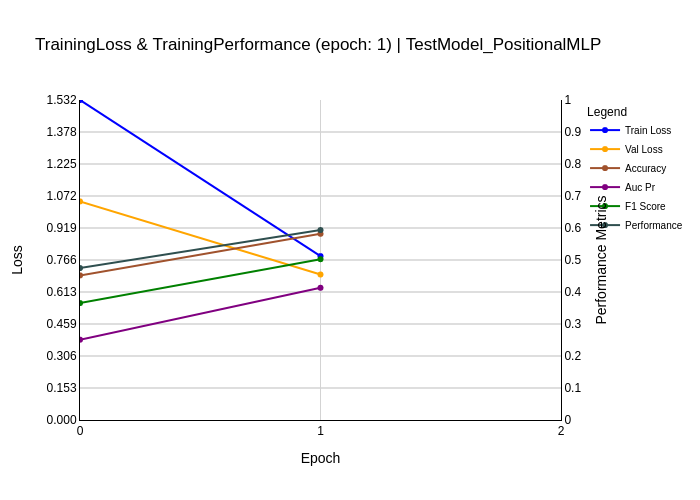 TrainingLoss & TrainingPerformance (epoch: 1) | TestModel_PositionalMLP
1.532
1.378
1.225
1.072
0.919
0.766
0.613
0.459
0.306
0.153
0.000
Loss
0
1
2
Epoch
1
0.9
0.8
0.7
0.6
0.5
0.4
0.3
0.2
0.1
0
Performance Metrics
Legend
Train Loss
Val Loss
Accuracy
Auc Pr
F1 Score
Performance